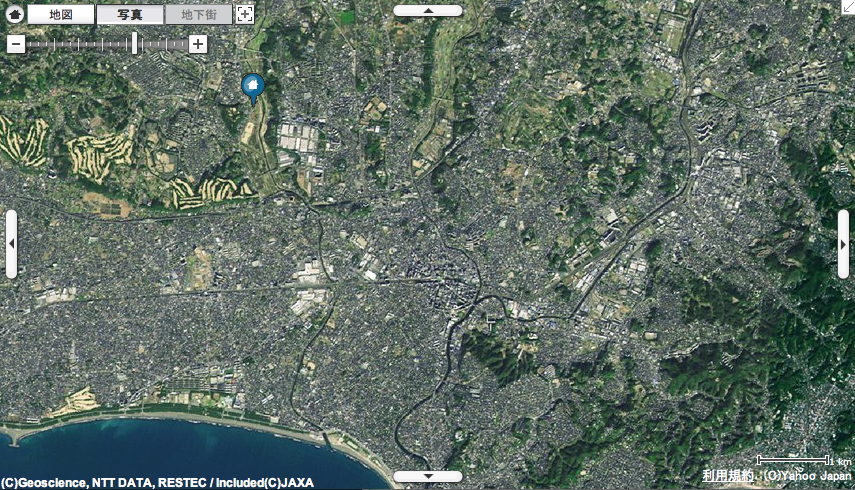 地図 写真 地下街
1 km
利用規約. (C)Yahoo Japan
(C)Geoscience, NTT DATA, RESTEC / Included(C)JAXA